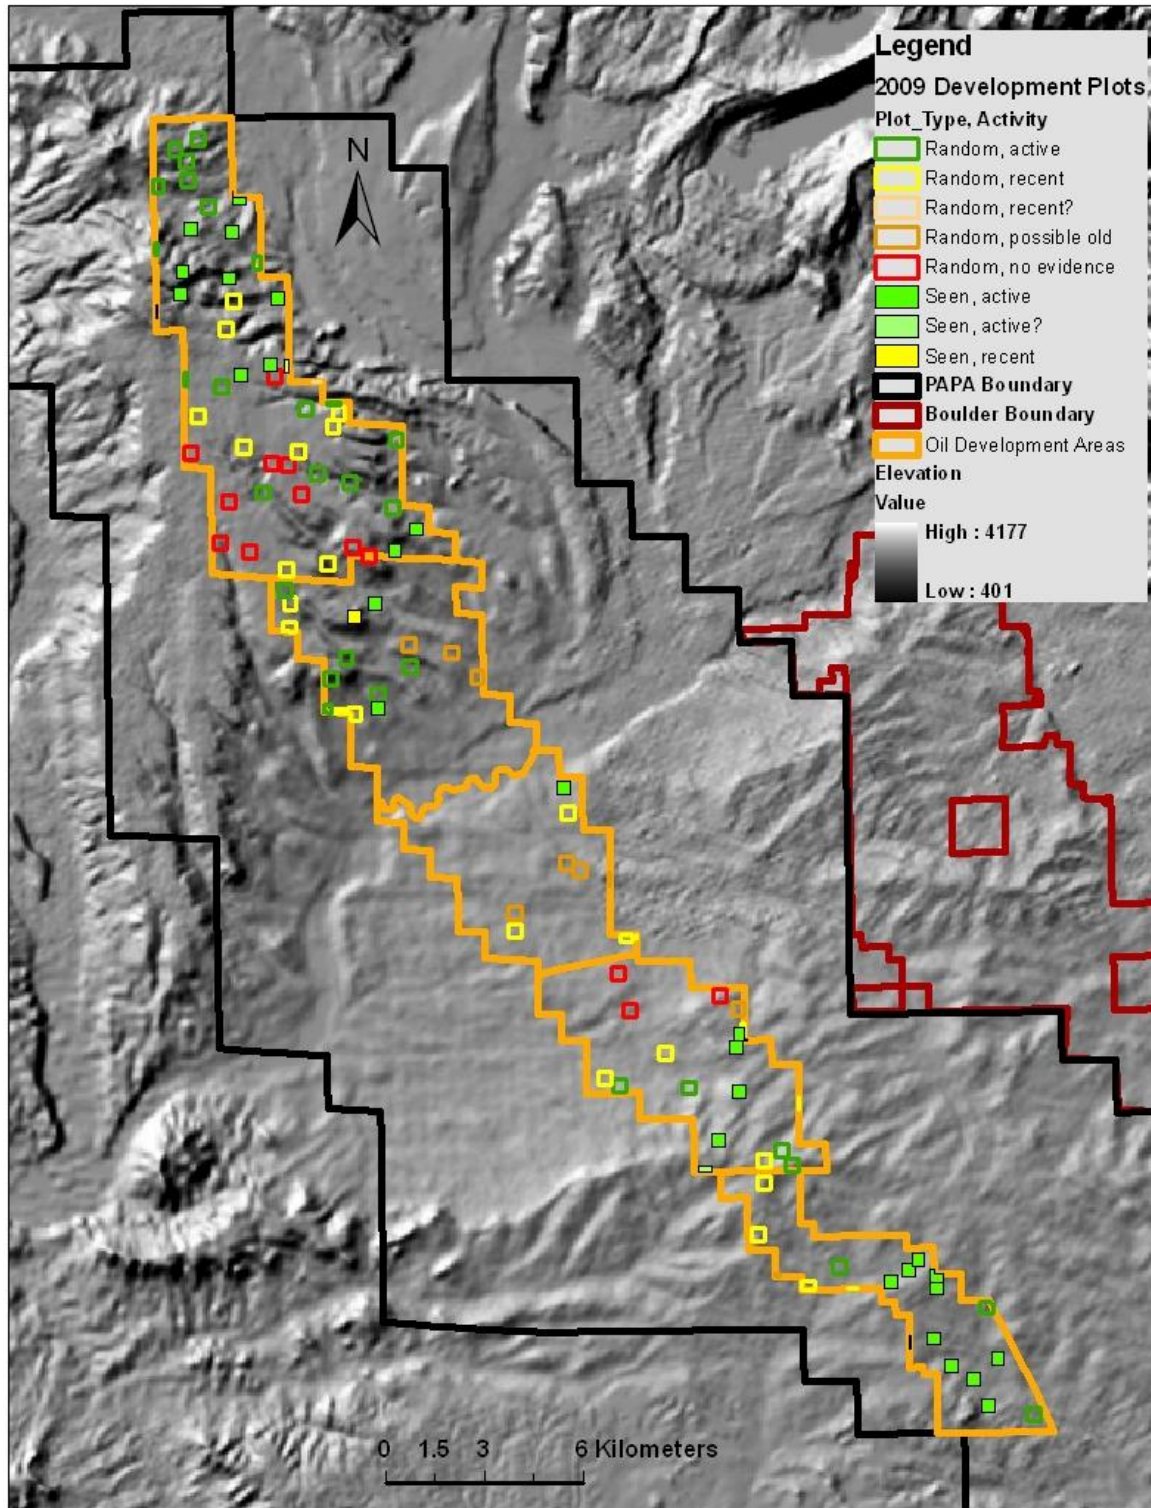 Legend
2009 Development Plots
Plot_Type, Activity
Random, active
Random, recent
Random, recent?
Random, possible old
Random, no evidence
Seen, active
Seen, active?
Seen, recent
PAPA Boundary
Boulder Boundary
Oil Development Areas
Elevation
Value
High : 4177
Low : 401
N
0 1.5 3 6 Kilometers